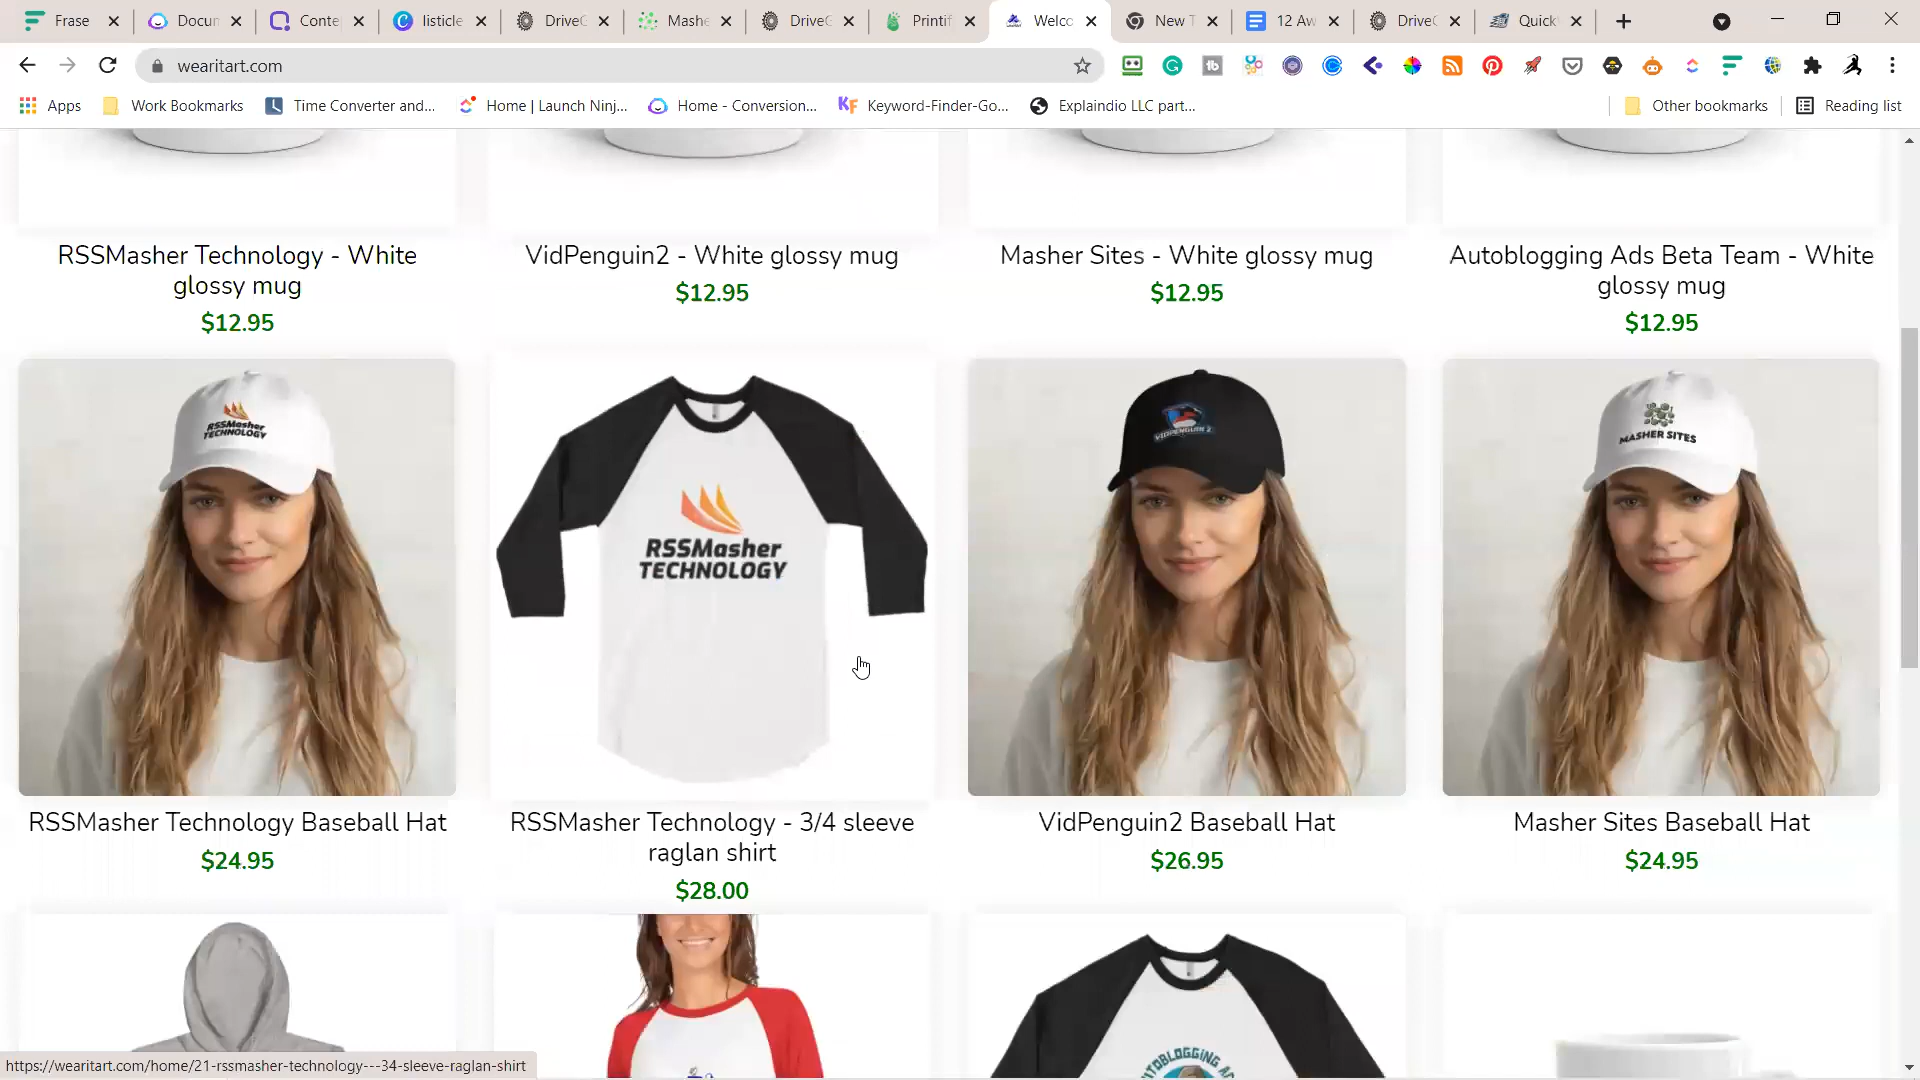 Frase
Docum
Conte
listicle
DriveG
Mashe
DriveG
Printif
Welco
New T
12 Aw
DriveG
Quick
wearitart.com
Apps
Work Bookmarks
Time Converter and...
Home | Launch Ninj...
Home - Conversion...
KF Keyword-Finder-Go...
Explaindio LLC part...
Other bookmarks
Reading list
RSSMasher Technology - White
glossy mug
$12.95
VidPenguin2 - White glossy mug
$12.95
Masher Sites - White glossy mug
$12.95
Autoblogging Ads Beta Team - White
glossy mug
$12.95
RSSMasher
TECHNOLOGY
RSSMasher
TECHNOLOGY
VIDPENGUIN 2
MASHER SITES
RSSMasher Technology Baseball Hat
$24.95
RSSMasher Technology - 3/4 sleeve
raglan shirt
$28.00
VidPenguin2 Baseball Hat
$26.95
Masher Sites Baseball Hat
$24.95
https://wearitart.com/home/21-rssmasher-technology---34-sleeve-raglan-shirt